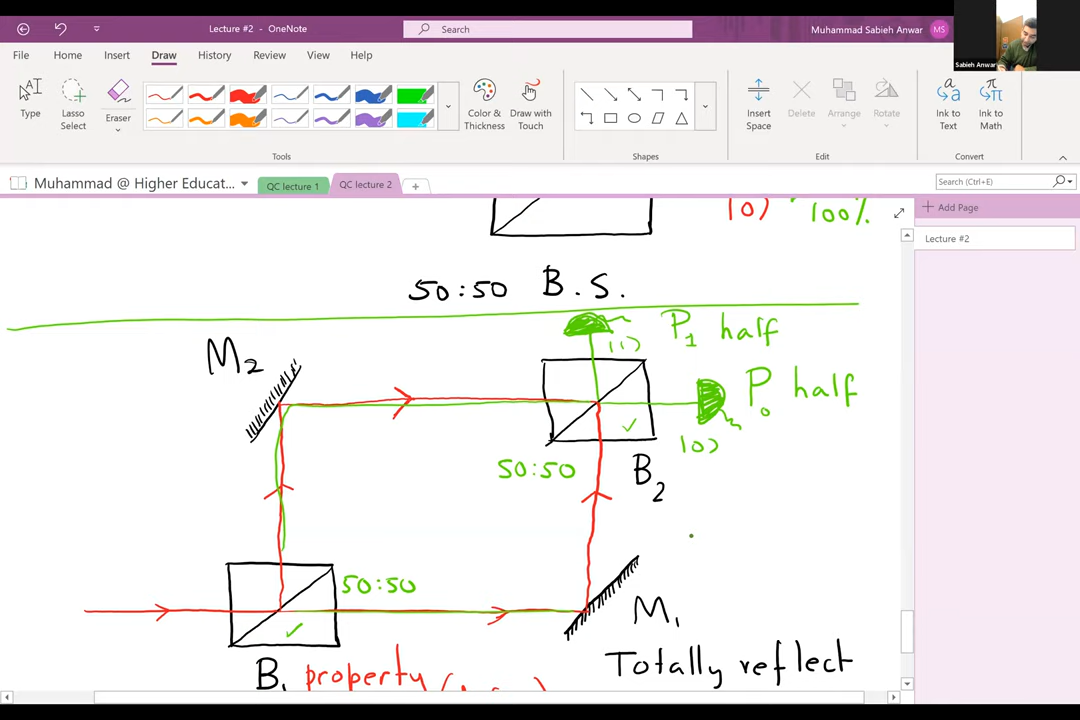 Lecture #2 - OneNote
Search
Muhammad Sabieh Anwar
MS
Sabieh Anwar
File
Home
Insert
Draw
History
Review
View
Help
Type
Lasso Select
Eraser
Color & Thickness
Draw with Touch
Insert Space
Delete
Arrange
Rotate
Ink to Text
Ink to Math
Tools
Shapes
Edit
Convert
Muhammad @ Higher Educat...
QC lecture 1
QC lecture 2
Search (Ctrl+E)
Add Page
Lecture #2
|0⟩
100%
50:50 B.S.
M2
|1⟩
P1 half
P0 half
|0⟩
50:50
B2
50:50
M1
B1
property
Totally reflect